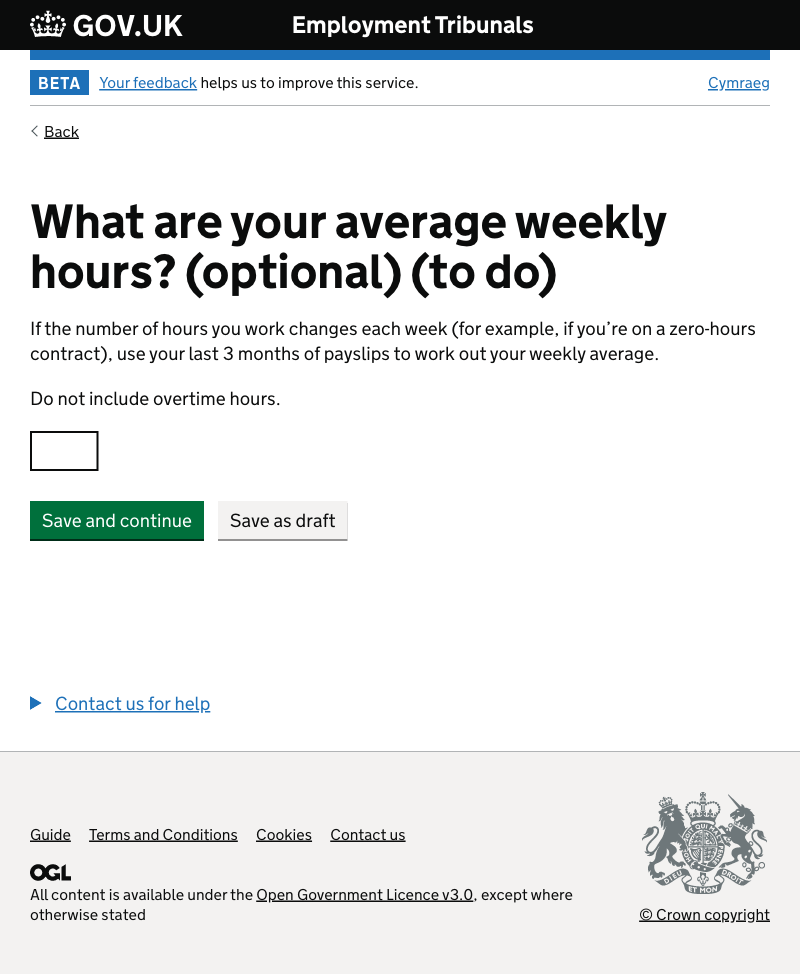 GOV.UK Employment Tribunals
BETA Your feedback helps us to improve this service. Cymraeg
Back
What are your average weekly
hours? (optional) (to do)
If the number of hours you work changes each week (for example, if you’re on a zero-hours
contract), use your last 3 months of payslips to work out your weekly average.
Do not include overtime hours.
Save and continue Save as draft
Contact us for help
Guide Terms and Conditions Cookies Contact us
OGL
All content is available under the Open Government Licence v3.0, except where
otherwise stated
DIEU ET MON DROIT
© Crown copyright